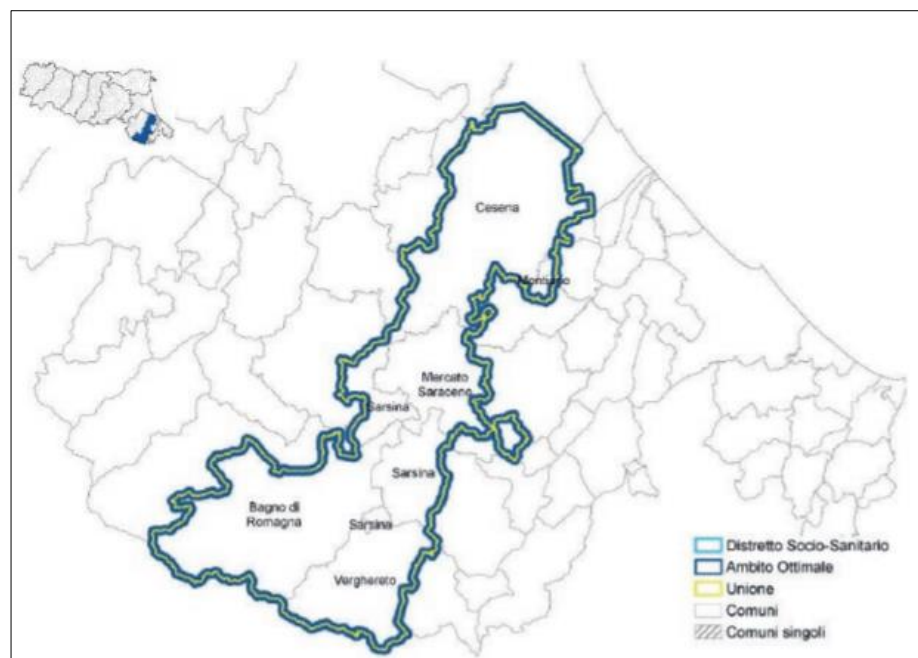 Cesena
Montiano
Mercato
Saraceno
Sarsina
Sarsina
Bagno di
Romagna
Sarsina
Verghereto
Distretto Socio-Sanitario
Ambito Ottimale
Unione
Comuni
Comuni singoli